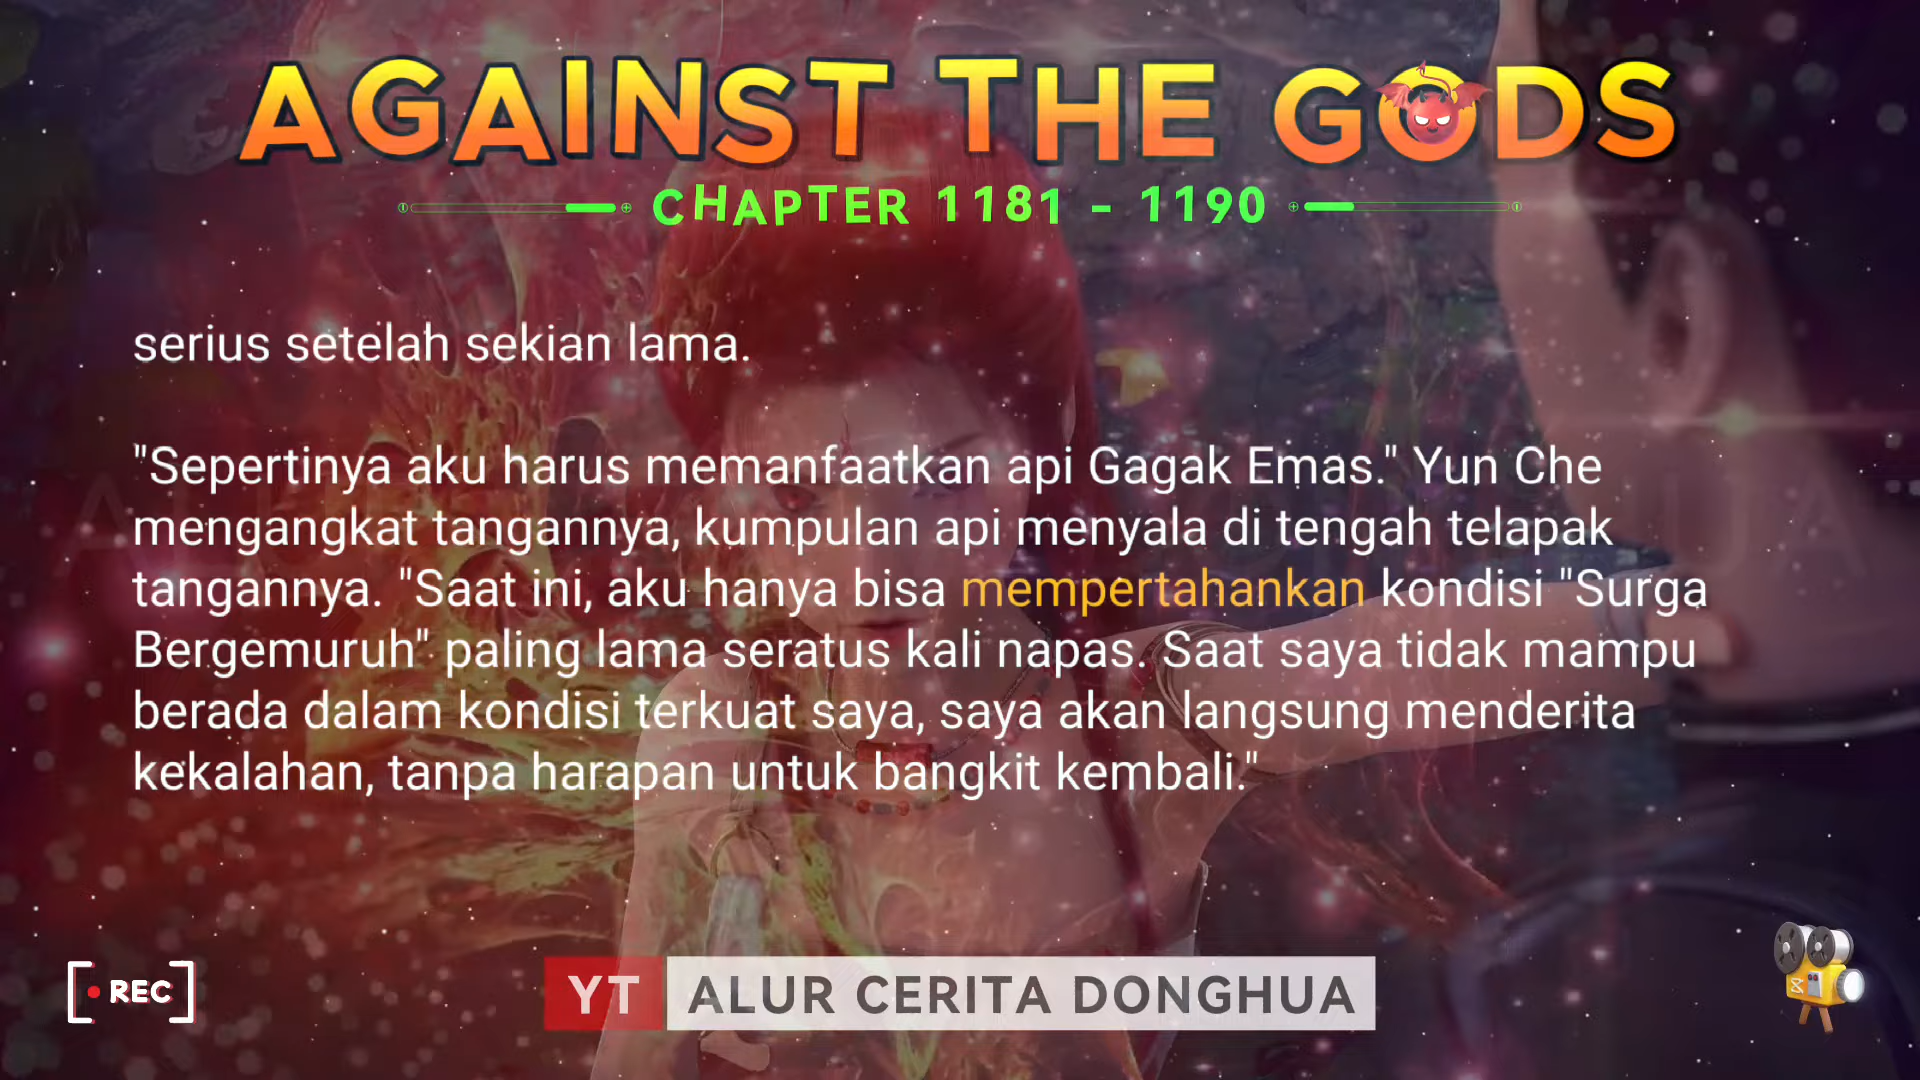 AGAINST THE GODS
CHAPTER 1181 - 1190
serius setelah sekian lama.
"Sepertinya aku harus memanfaatkan api Gagak Emas." Yun Che
mengangkat tangannya, kumpulan api menyala di tengah telapak
tangannya. "Saat ini, aku hanya bisa mempertahankan kondisi "Surga
Bergemuruh" paling lama seratus kali napas. Saat saya tidak mampu
berada dalam kondisi terkuat saya, saya akan langsung menderita
kekalahan, tanpa harapan untuk bangkit kembali."
REC
YT ALUR CERITA DONGHUA